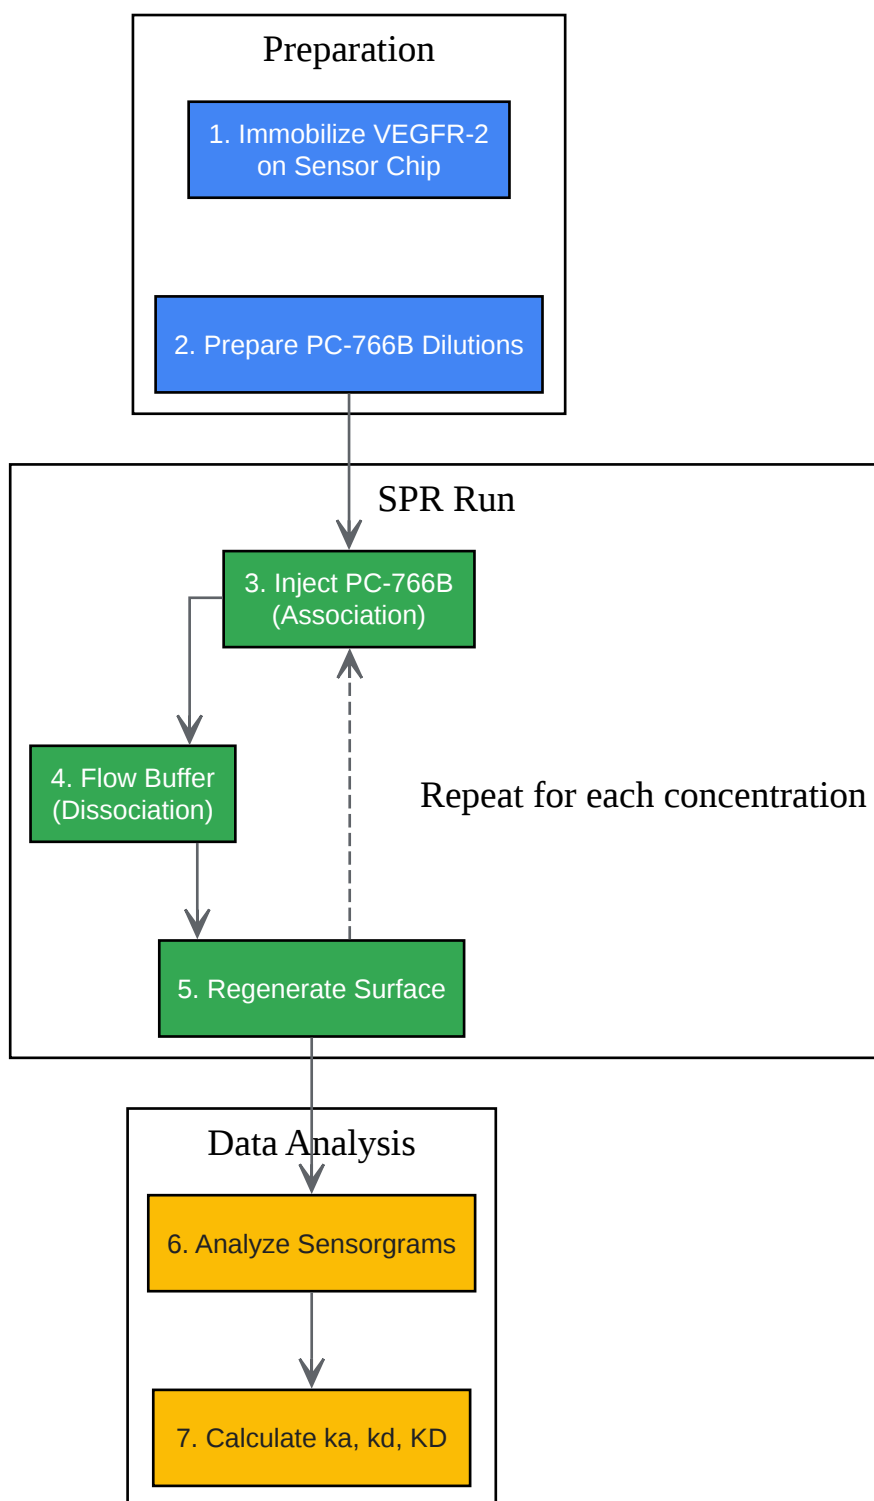 Preparation
1. Immobilize VEGFR-2
on Sensor Chip
2. Prepare PC-766B Dilutions
SPR Run
3. Inject PC-766B
(Association)
4. Flow Buffer
(Dissociation)
Repeat for each concentration
5. Regenerate Surface
Data Analysis
6. Analyze Sensorgrams
7. Calculate ka, kd, KD